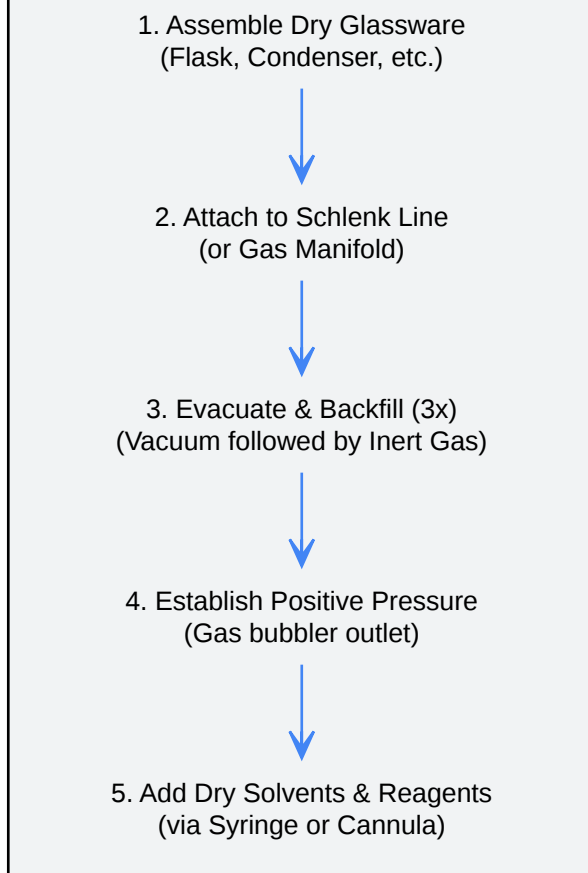 1. Assemble Dry Glassware
(Flask, Condenser, etc.)
2. Attach to Schlenk Line
(or Gas Manifold)
3. Evacuate & Backfill (3x)
(Vacuum followed by Inert Gas)
4. Establish Positive Pressure
(Gas bubbler outlet)
5. Add Dry Solvents & Reagents
(via Syringe or Cannula)